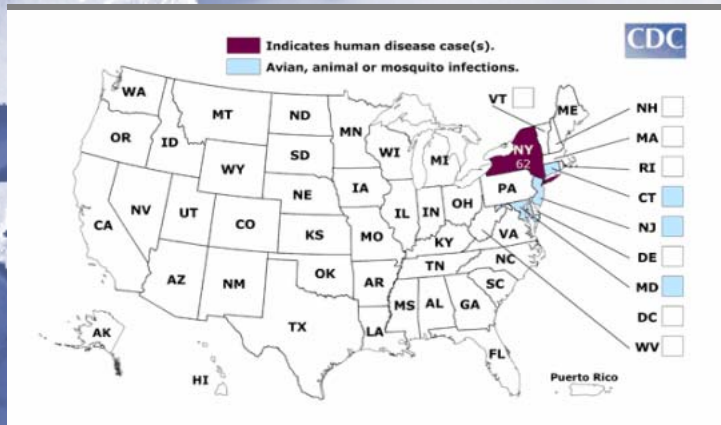 Indicates human disease case(s).
CDC
Avian, animal or mosquito infections.
WA
VT
ME
NH
MT
ND
MN
MA
OR
ID
WI
MI
NY
62
RI
SD
WY
CT
IA
PA
NE
NJ
NV
UT
IL
IN
OH
CA
CO
VA
DE
KS
MO
KY
NC
MD
TN
OK
AZ
NM
AR
SC
DC
MS
AL
GA
TX
LA
AK
WV
FL
HI
Puerto Rico